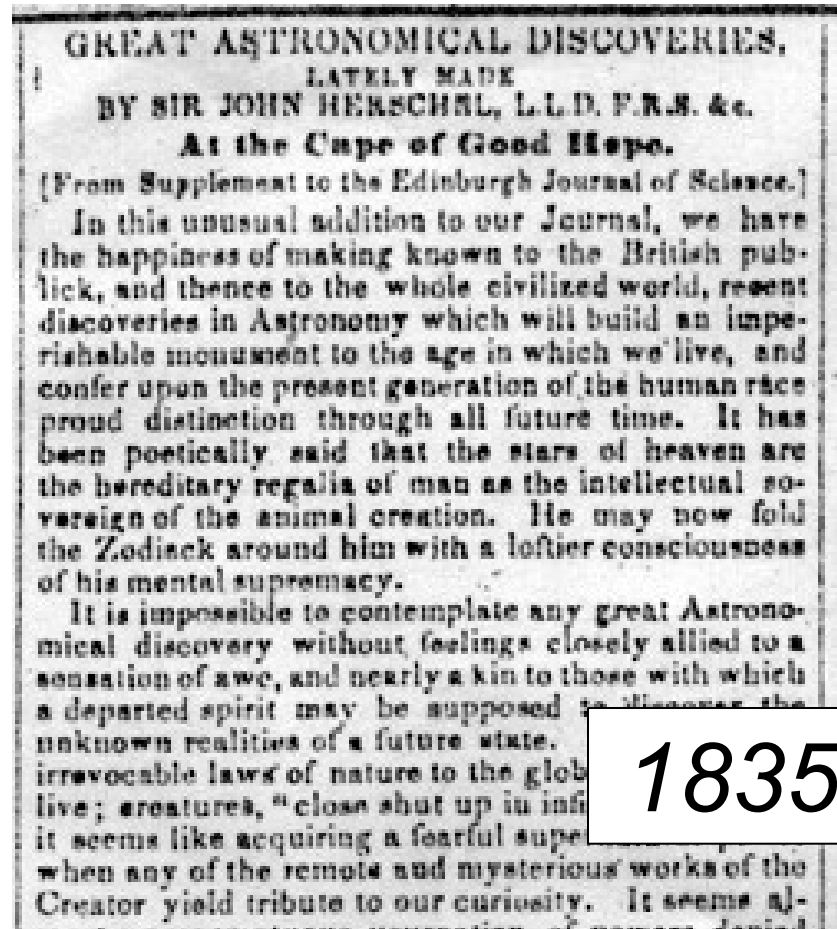 GREAT ASTRONOMICAL DISCOVERIES,
LATELY MADE
BY SIR JOHN HERSCHEL, L.L.D. F.R.S. &c.
At the Cape of Good Hope.
[From Supplement to the Edinburgh Journal of Science.]
In this unusual addition to our Journal, we have
the happiness of making known to the British pub-
lick, and thence to the whole civilized world, recent
discoveries in Astronomy which will build an impe-
rishable monument to the age in which we live, and
confer upon the present generation of the human race
proud distinction through all future time. It has
been poetically said that the stars of heaven are
the hereditary regalia of man as the intellectual so-
vereign of the animal creation. He may now fold
the Zodiack around him with a loftier consciousness
of his mental supremacy.
It is impossible to contemplate any great Astrono-
mical discovery without feelings closely allied to a
sensation of awe, and nearly a kin to those with which
a departed spirit may be supposed to discover the
unknown realities of a future state.
irrevocable laws of nature to the glob
live; creatures, "close shut up in infi
it seems like acquiring a fearful supe
when any of the remote and mysterious works of the
Creator yield tribute to our curiosity. It seems al-
1835